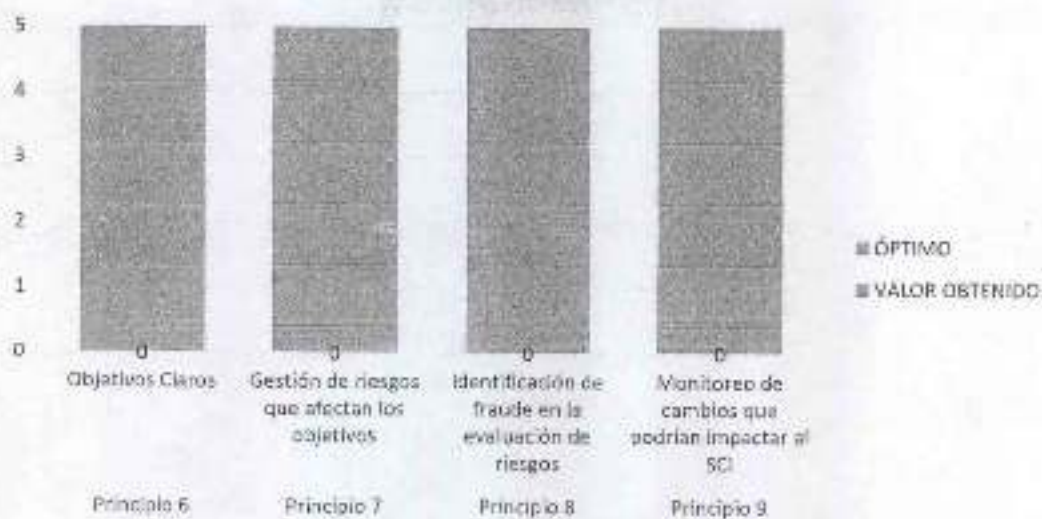 5
4
3
2
1
0
0
0
0
0
Objetivos Claros
Gestión de riesgos
que afectan los
objetivos
Identificación de
fraude en la
evaluación de
riesgos
Monitoreo de
cambios que
podrían impactar al
SCI
Principio 6
Principio 7
Principio 8
Principio 9
ÓPTIMO
VALOR OBTENIDO